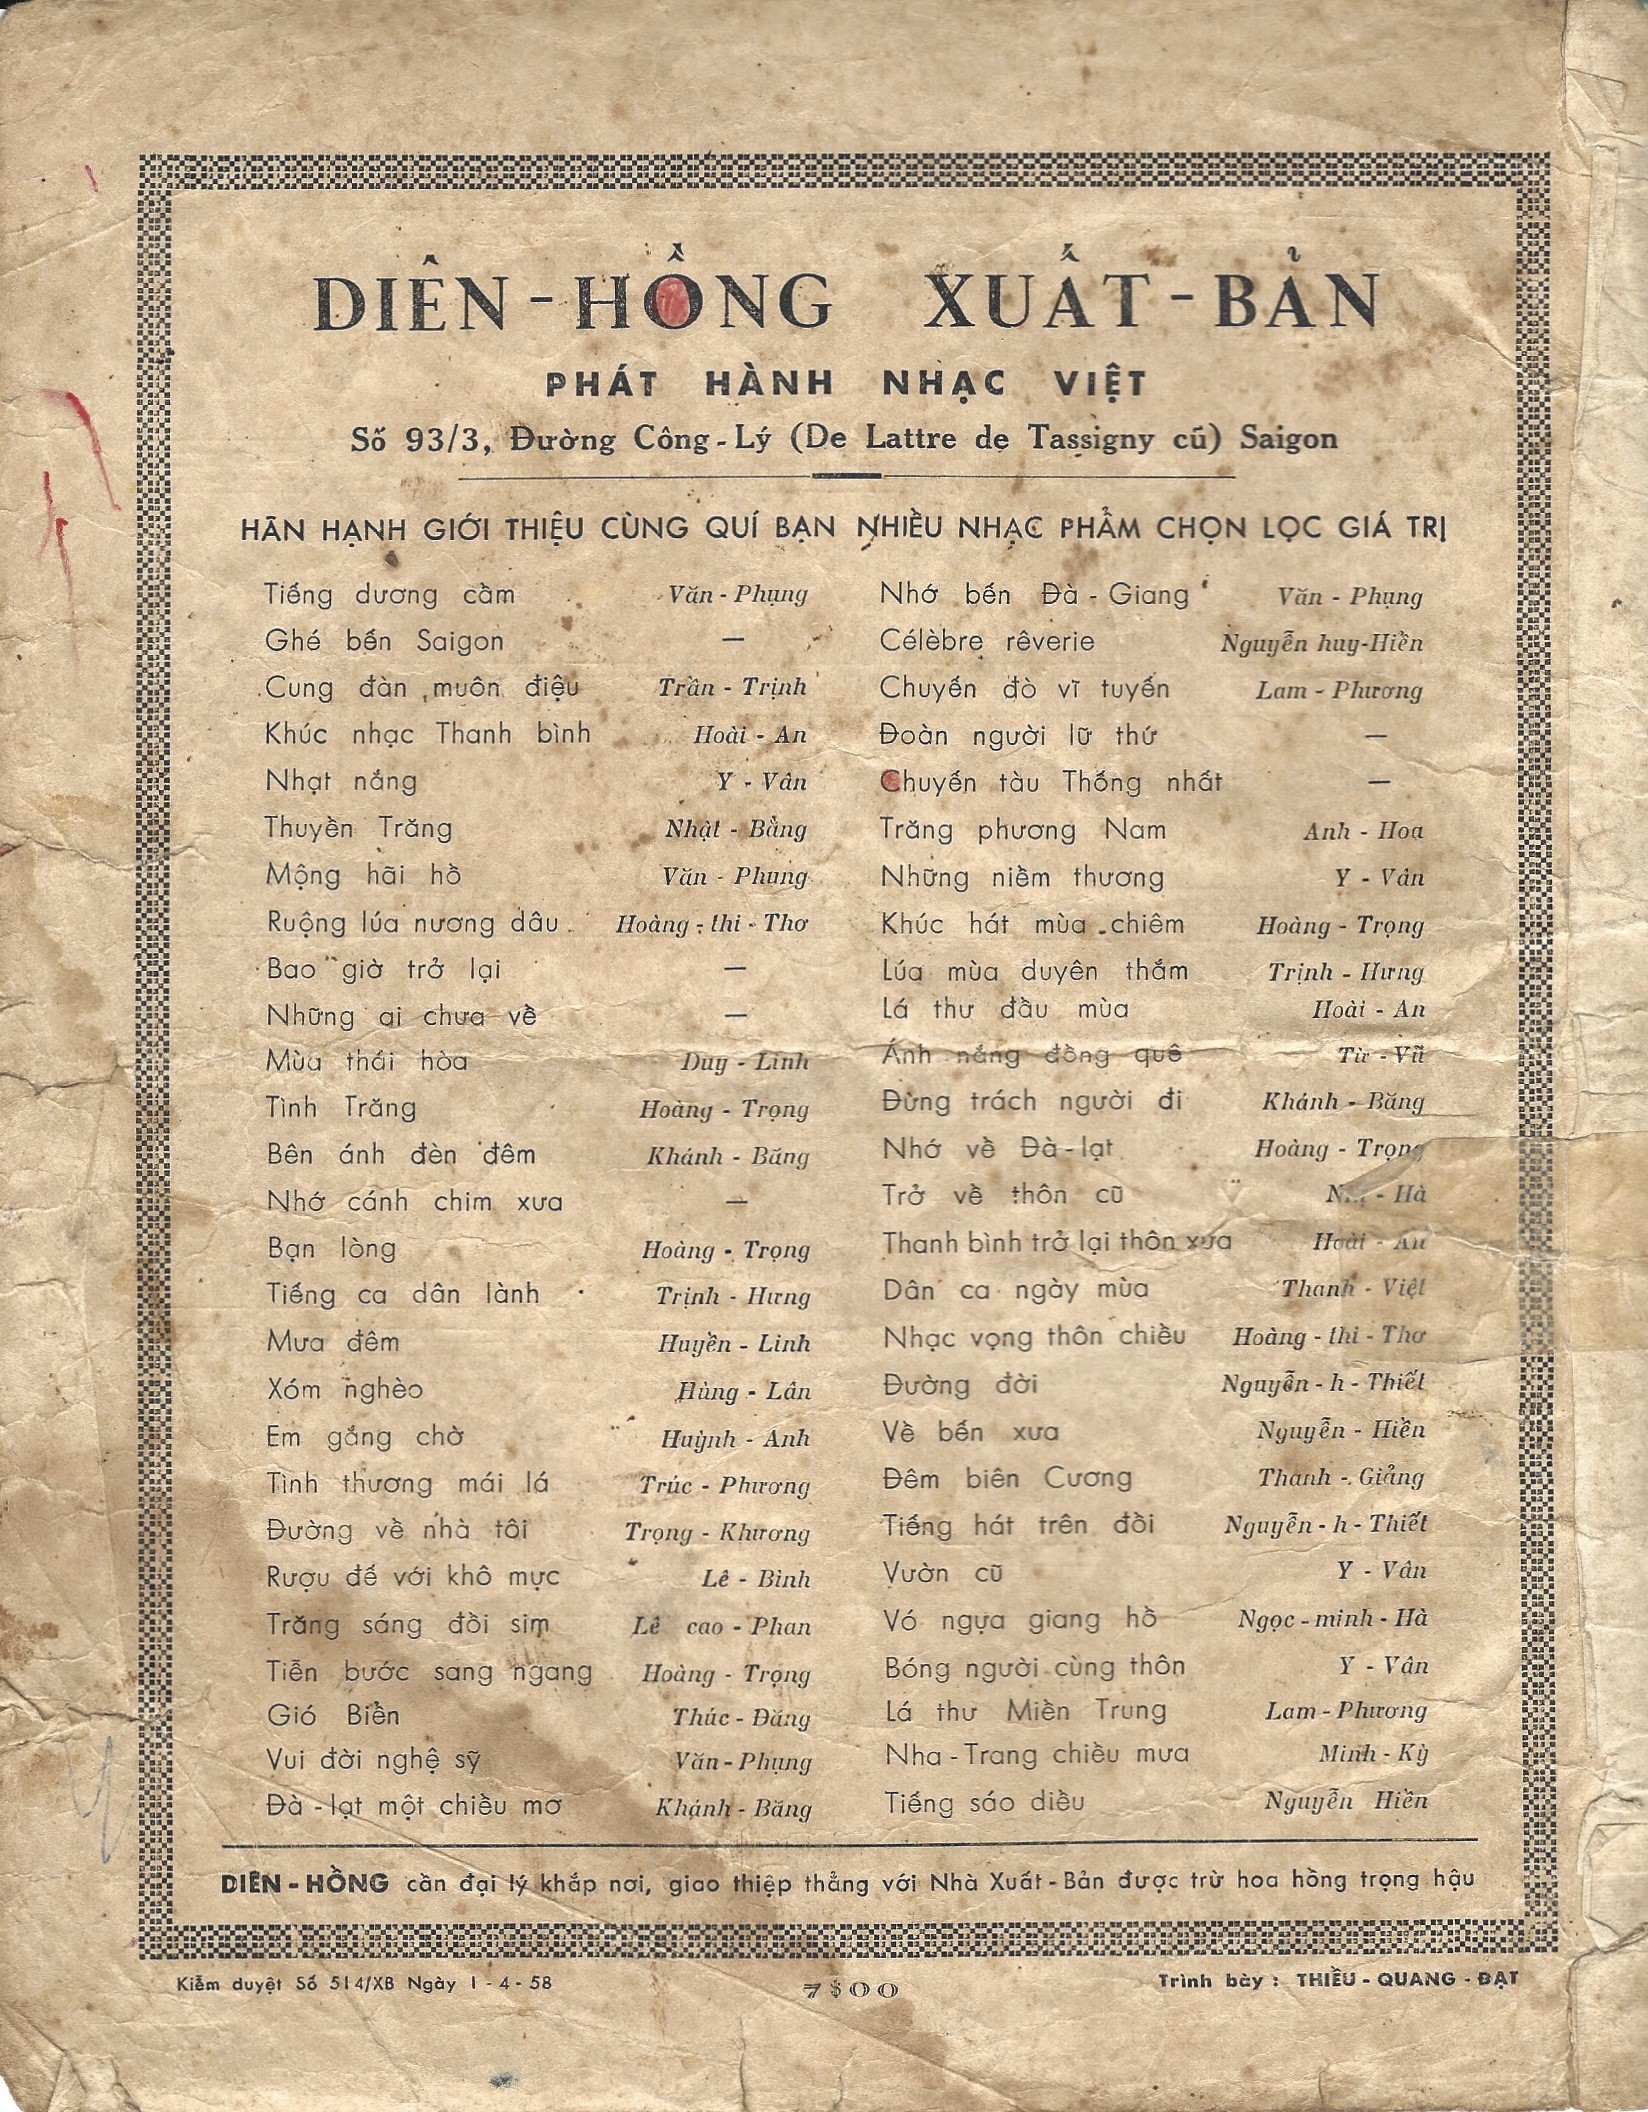 DIÊN - HỒNG XUẤT - BẢN
PHÁT HÀNH NHẠC VIỆT
Số 93/3, Đường Công - Lý (De Lattre de Tassigny cũ) Saigon
HÃN HẠNH GIỚI THIỆU CÙNG QUÍ BẠN NHIỀU NHẠC PHẨM CHỌN LỌC GIÁ TRỊ
Tiếng dương cầm Văn - Phụng
Ghé bến Saigon —
Cung đàn muôn điệu Trần - Trịnh
Khúc nhạc Thanh bình Hoài - An
Nhạt nắng Y - Vân
Thuyền Trăng Nhật - Bằng
Mộng hãi hồ Văn - Phung
Ruộng lúa nương dâu Hoàng - thi - Thơ
Bao giờ trở lại —
Những ai chưa về —
Mùa thái hòa Duy - Linh
Tình Trăng Hoàng - Trọng
Bên ánh đèn đêm Khánh - Băng
Nhớ cánh chim xưa —
Bạn lòng Hoàng - Trọng
Tiếng ca dân lành Trịnh - Hưng
Mưa đêm Huyền - Linh
Xóm nghèo Hùng - Lân
Em gắng chờ Huỳnh - Anh
Tình thương mái lá Trúc - Phương
Đường về nhà tôi Trọng - Khương
Rượu đế với khô mực Lê - Bình
Trăng sáng đồi sim Lê cao - Phan
Tiễn bước sang ngang Hoàng - Trọng
Gió Biển Thúc - Đăng
Vui đời nghệ sỹ Văn - Phụng
Đà - lạt một chiều mơ Khánh - Băng
Nhớ bến Đà - Giang Văn - Phụng
Célèbre rêverie Nguyễn huy-Hiền
Chuyến đò vĩ tuyến Lam - Phương
Đoàn người lữ thứ —
Chuyến tàu Thống nhất —
Trăng phương Nam Anh - Hoa
Những niềm thương Y - Vân
Khúc hát mùa chiêm Hoàng - Trọng
Lúa mùa duyên thắm Trịnh - Hưng
Lá thư đầu mùa Hoài - An
Ánh nắng đồng quê Từ - Vũ
Đừng trách người đi Khánh - Băng
Nhớ về Đà - lạt Hoàng - Trọng
Trở về thôn cũ - Hà
Thanh bình trở lại thôn xưa Hoài - An
Dân ca ngày mùa Thanh - Việt
Nhạc vọng thôn chiều Hoàng - thi - Thơ
Đường đời Nguyễn - h - Thiết
Về bến xưa Nguyễn - Hiền
Đêm biên Cương Thanh - Giảng
Tiếng hát trên đồi Nguyễn - h - Thiết
Vườn cũ Y - Vân
Vó ngựa giang hồ Ngọc - minh - Hà
Bóng người cùng thôn Y - Vân
Lá thư Miền Trung Lam - Phương
Nha - Trang chiều mưa Minh - Kỳ
Tiếng sáo diều Nguyễn Hiền
DIÊN - HỒNG cần đại lý khắp nơi, giao thiệp thẳng với Nhà Xuất - Bản được trừ hoa hồng trọng hậu
Kiểm duyệt Số 514/XB Ngày 1 - 4 - 58
7$00
Trình bày : THIỀU - QUANG - ĐẠT